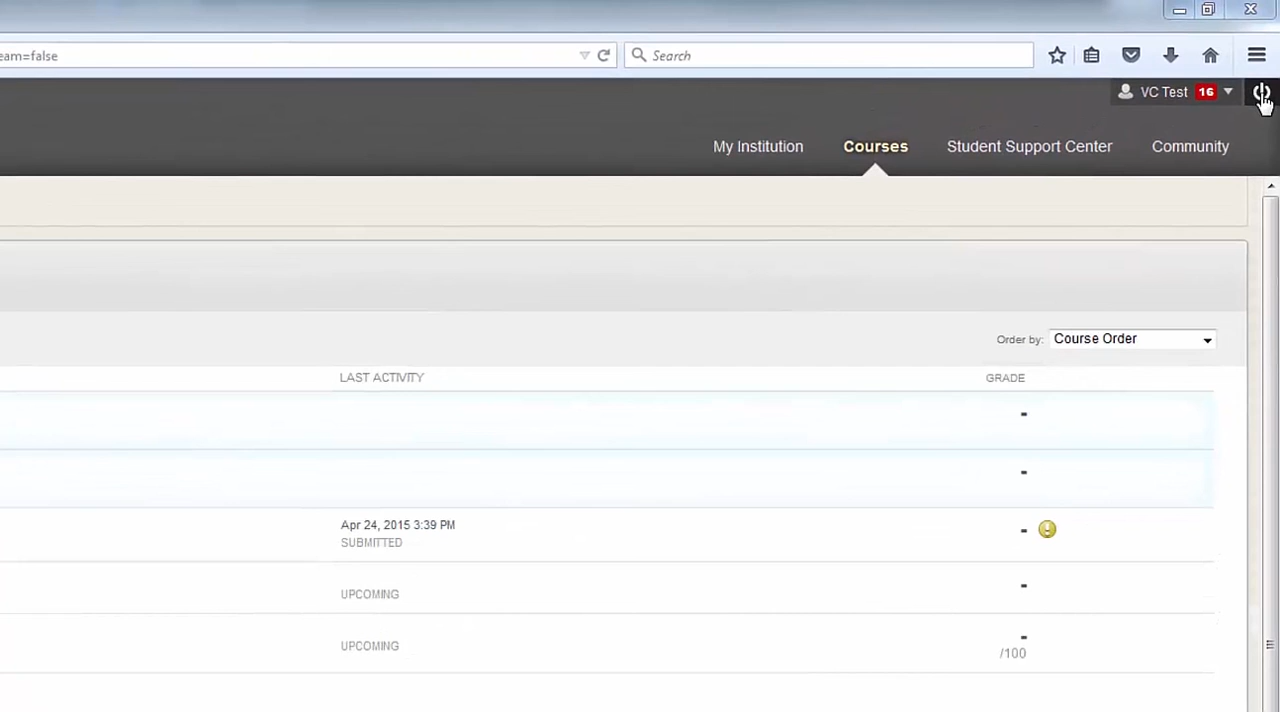 eam=false
Search
VC Test 16
My Institution Courses Student Support Center Community
Order by: Course Order
LAST ACTIVITY GRADE
-
-
Apr 24, 2015 3:39 PM -
SUBMITTED
-
UPCOMING
-
UPCOMING
/100